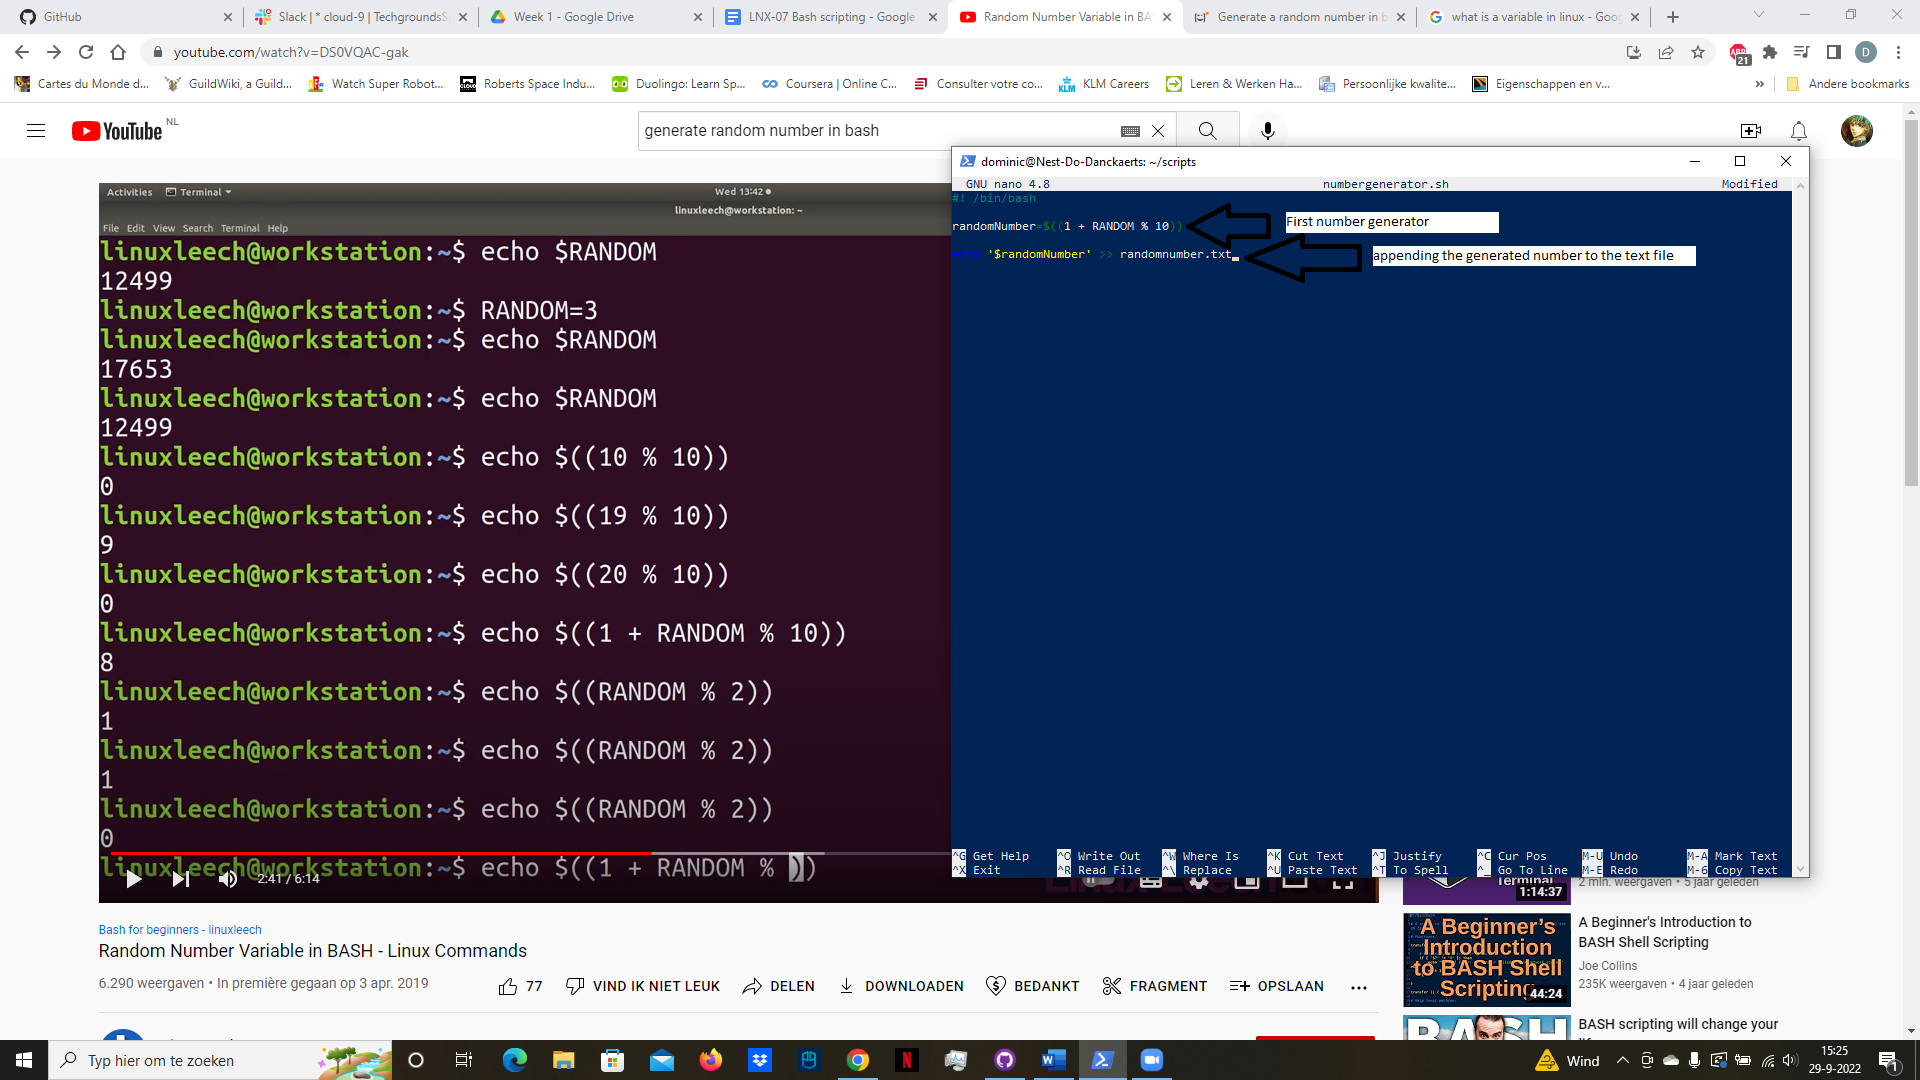 GitHub
Slack | * cloud-9 | TechgroundsS
Week 1 - Google Drive
LNX-07 Bash scripting - Google
Random Number Variable in BA
Generate a random number in b
what is a variable in linux - Goo
youtube.com/watch?v=DS0VQAC-gak
21
D
Cartes du Monde d...
GuildWiki, a Guild...
Watch Super Robot...
Roberts Space Indu...
Duolingo: Learn Sp...
Coursera | Online C...
Consulter votre co...
KLM Careers
Leren & Werken Ha...
Persoonlijke kwalite...
Eigenschappen en v...
»
Andere bookmarks
YouTube NL
generate random number in bash
Activities
Terminal
Wed 13:42
linuxleech@workstation: ~
File Edit View Search Terminal Help
linuxleech@workstation:~$ echo $RANDOM
12499
linuxleech@workstation:~$ RANDOM=3
linuxleech@workstation:~$ echo $RANDOM
17653
linuxleech@workstation:~$ echo $RANDOM
12499
linuxleech@workstation:~$ echo $((10 % 10))
0
linuxleech@workstation:~$ echo $((19 % 10))
9
linuxleech@workstation:~$ echo $((20 % 10))
0
linuxleech@workstation:~$ echo $((1 + RANDOM % 10))
8
linuxleech@workstation:~$ echo $((RANDOM % 2))
1
linuxleech@workstation:~$ echo $((RANDOM % 2))
1
linuxleech@workstation:~$ echo $((RANDOM % 2))
0
linuxleech@workstation:~$ echo $((1 + RANDOM % ))
2:41 / 6:14
dominic@Nest-Do-Danckaerts: ~/scripts
GNU nano 4.8 numbergenerator.sh Modified
#! /bin/bash
randomNumber=$((1 + RANDOM % 10))
First number generator
echo '$randomNumber' >> randomnumber.txt
appending the generated number to the text file
^G Get Help ^O Write Out ^W Where Is ^K Cut Text ^J Justify ^C Cur Pos M-U Undo M-A Mark Text
^X Exit ^R Read File ^\ Replace ^U Paste Text ^T To Spell ^_ Go To Line M-E Redo M-6 Copy Text
Terminal
1:14:37
2 mln. weergaven • 5 jaar geleden
Bash for beginners - linuxleech
Random Number Variable in BASH - Linux Commands
6.290 weergaven • In première gegaan op 3 apr. 2019
77
VIND IK NIET LEUK
DELEN
DOWNLOADEN
BEDANKT
FRAGMENT
OPSLAAN
A Beginner's
Introduction
to BASH Shell
Scripting
44:24
A Beginner's Introduction to
BASH Shell Scripting
Joe Collins
235K weergaven • 4 jaar geleden
BASH
BASH scripting will change your
Typ hier om te zoeken
Wind
15:25
29-9-2022
1